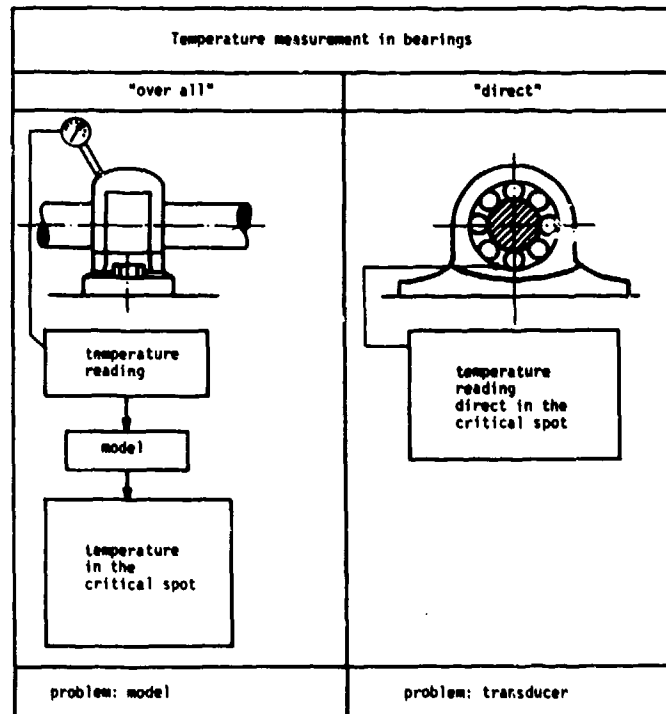 Temperature measurement in bearings
"over all"
"direct"
temperature
reading
model
temperature
in the
critical spot
temperature
reading
direct in the
critical spot
problem: model
problem: transducer